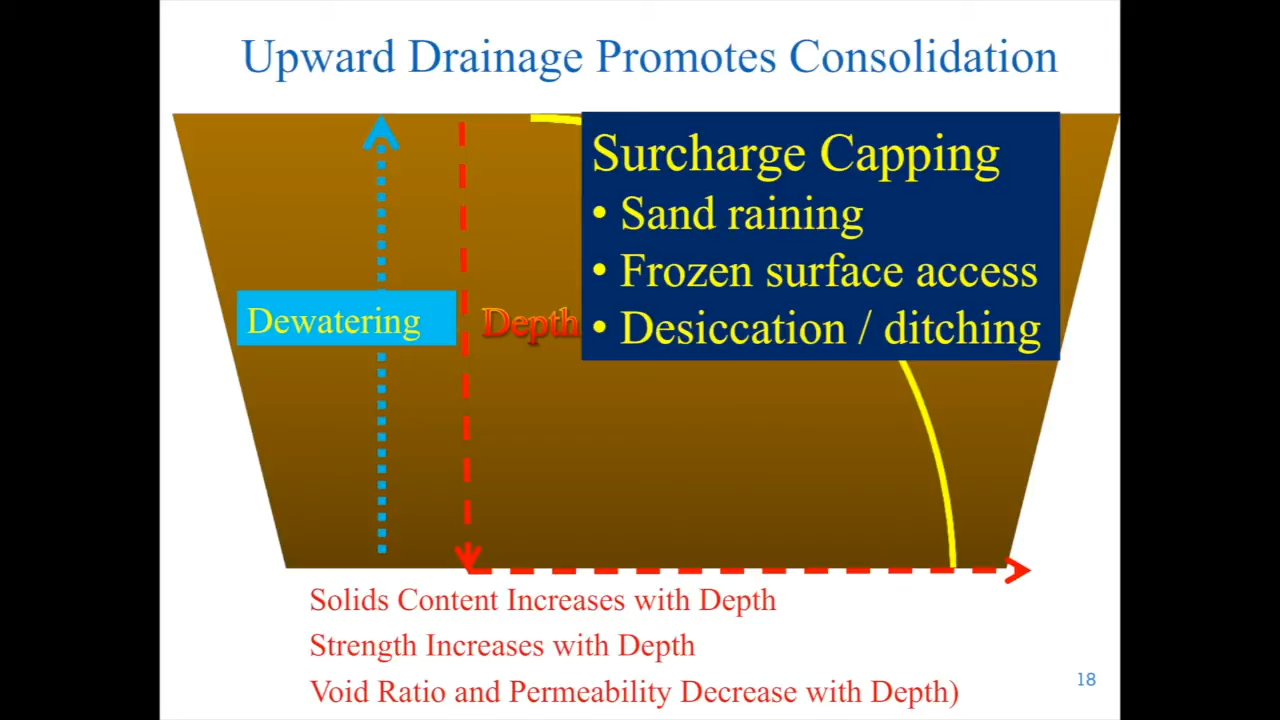 Upward Drainage Promotes Consolidation
Surcharge Capping
• Sand raining
• Frozen surface access
• Desiccation / ditching
Dewatering
Depth
Solids Content Increases with Depth
Strength Increases with Depth
Void Ratio and Permeability Decrease with Depth)
18